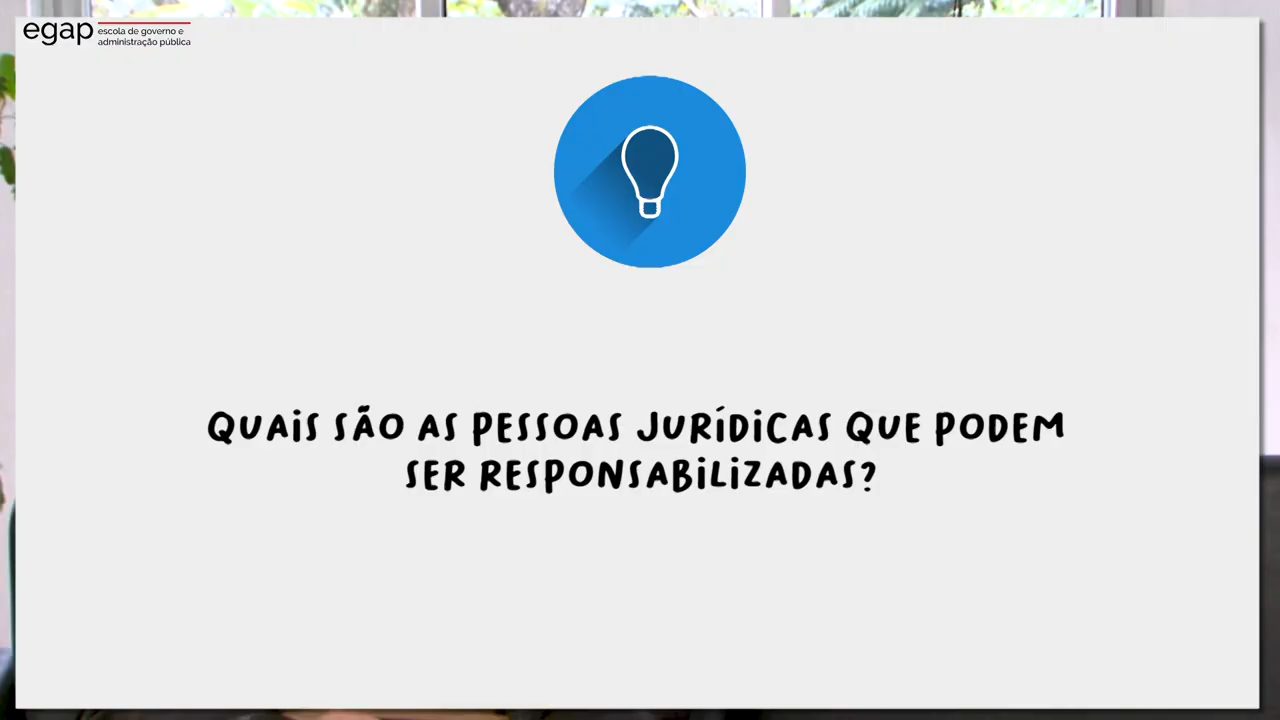 egap
escola de governo e
administração pública
QUAIS SÃO AS PESSOAS JURÍDICAS QUE PODEM
SER RESPONSABILIZADAS?